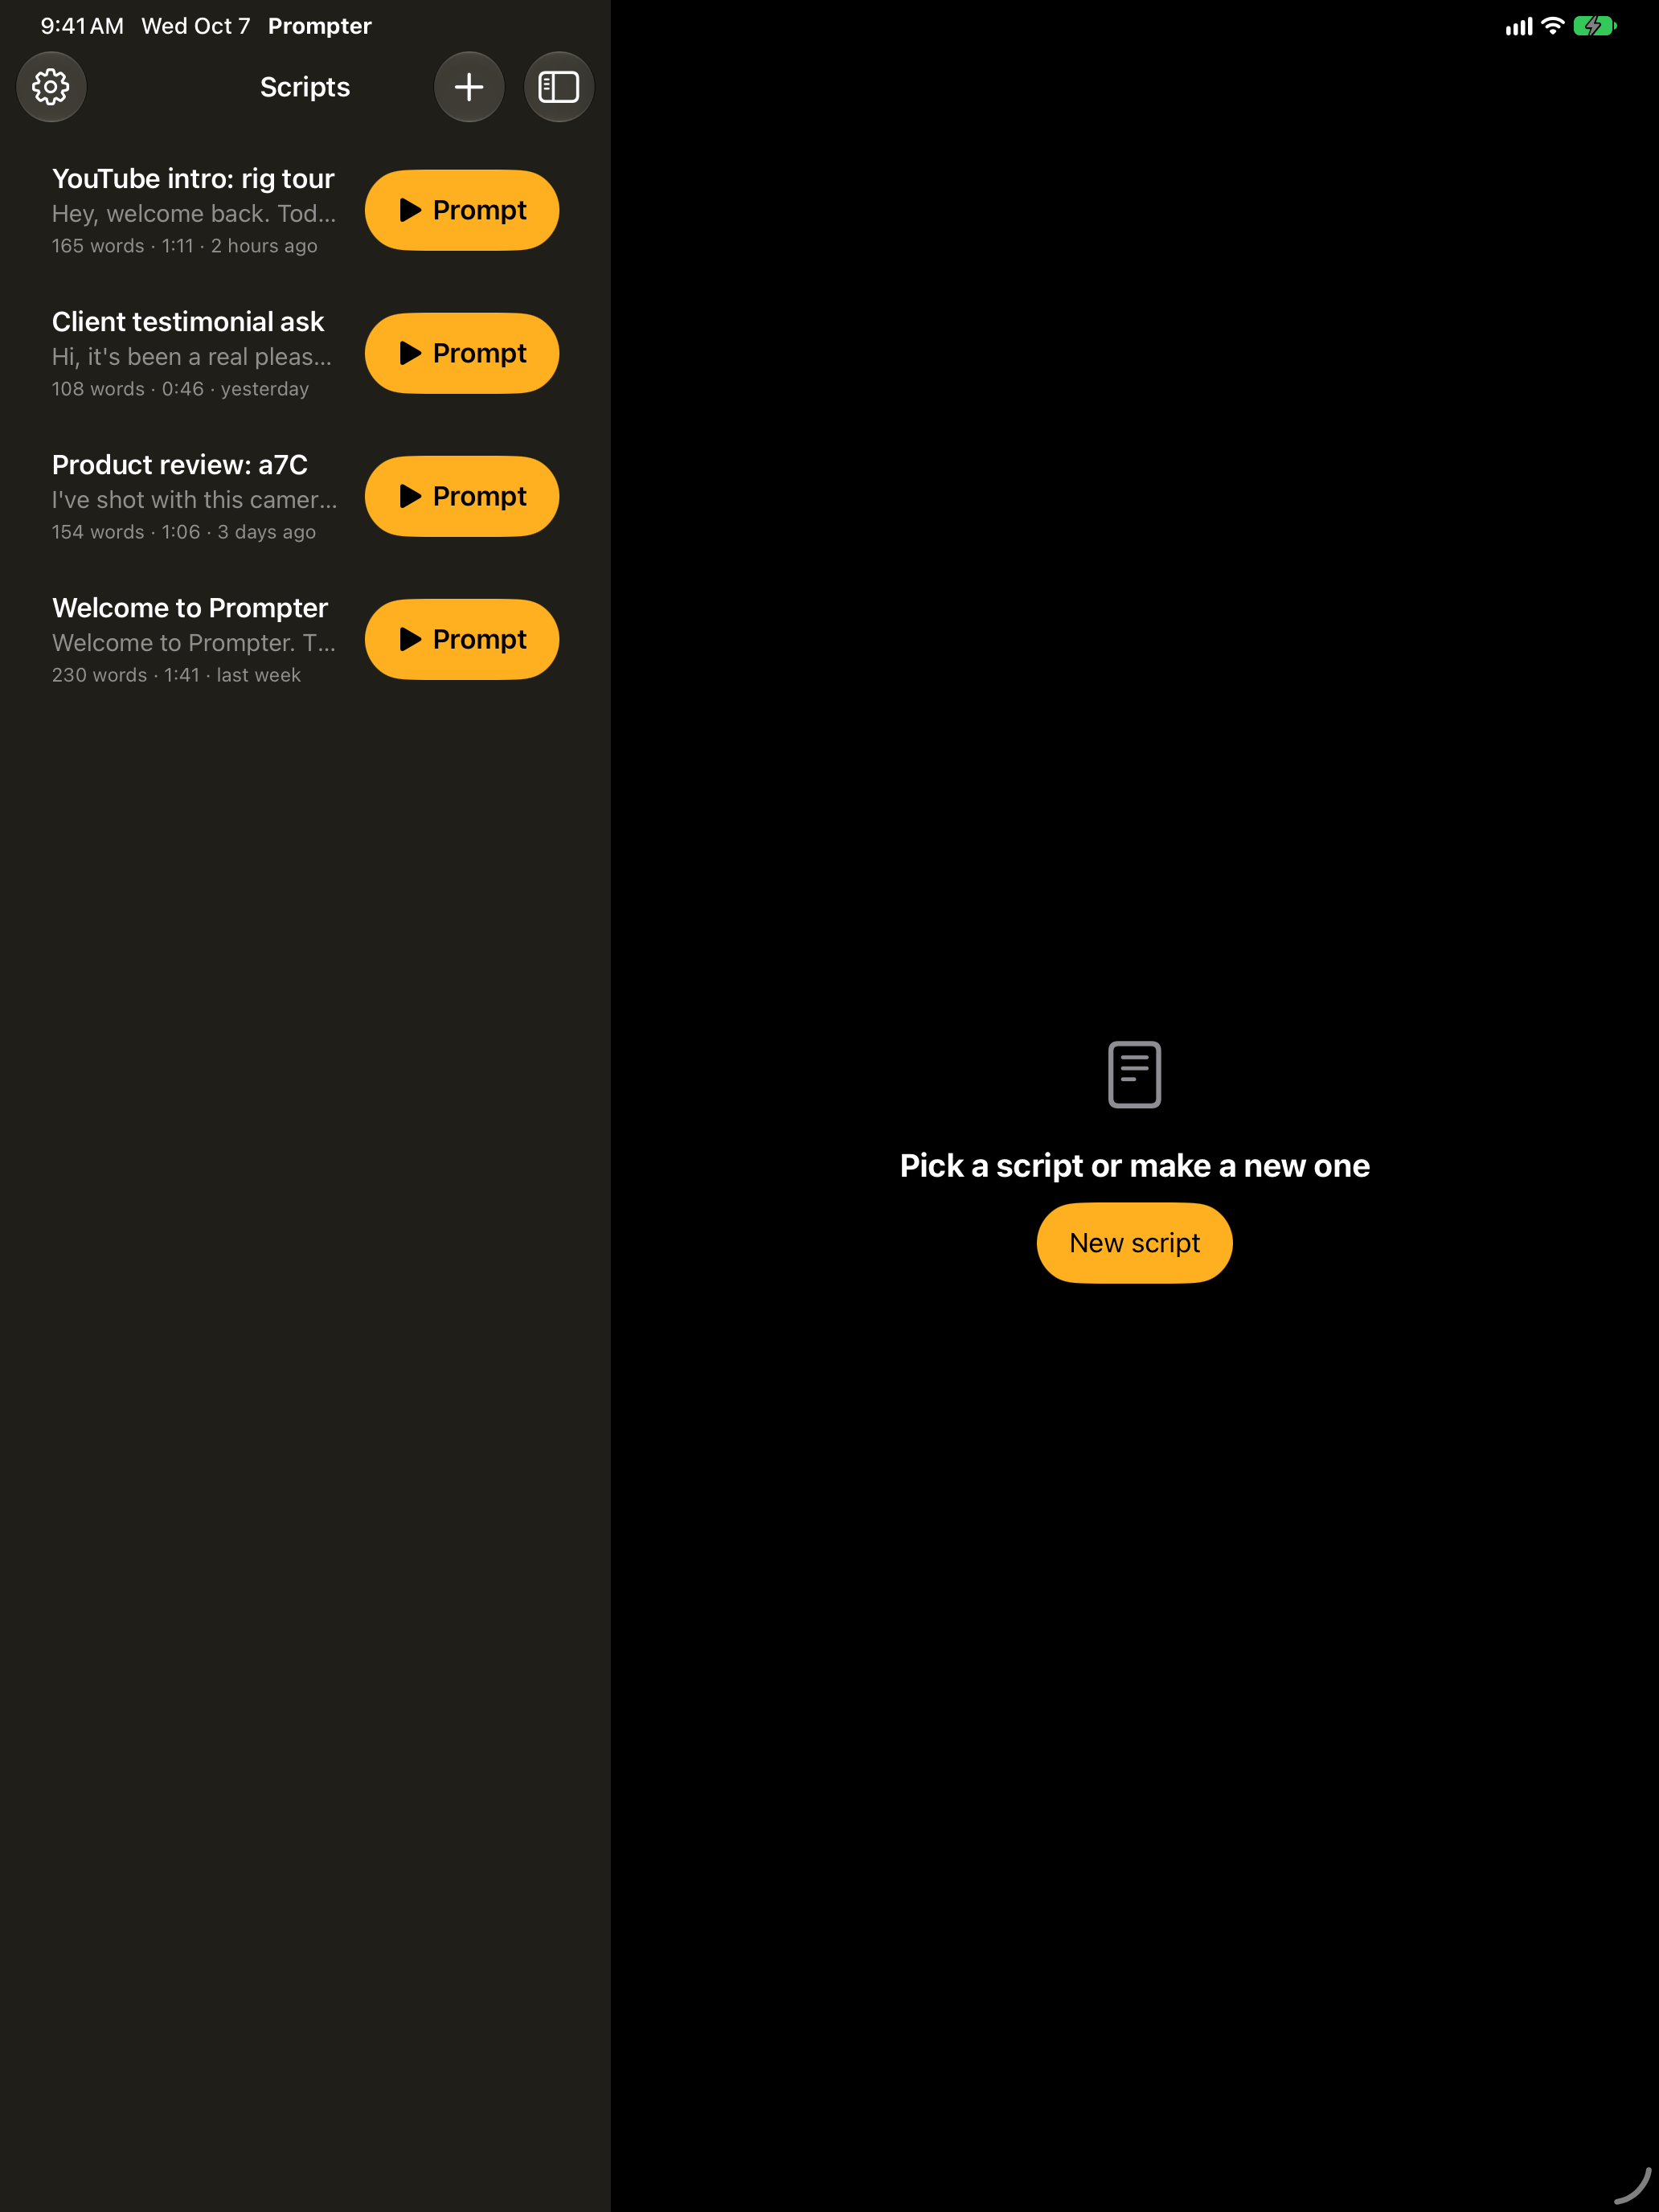 9:41 AM Wed Oct 7 Prompter
Scripts
YouTube intro: rig tour
Hey, welcome back. Tod...
165 words · 1:11 · 2 hours ago
Prompt
Client testimonial ask
Hi, it's been a real pleas...
108 words · 0:46 · yesterday
Prompt
Product review: a7C
I've shot with this camer...
154 words · 1:06 · 3 days ago
Prompt
Welcome to Prompter
Welcome to Prompter. T...
230 words · 1:41 · last week
Prompt
Pick a script or make a new one
New script